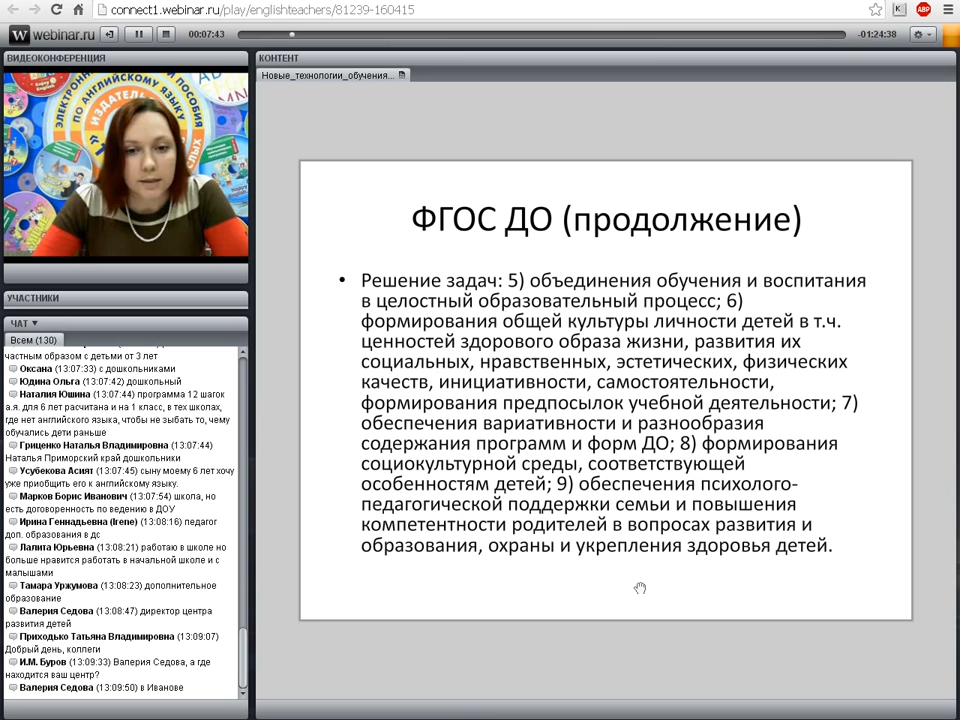 connect1.webinar.ru/play/englishteachers/81239-160415
webinar.ru
00:07:43
-01:24:38
ВИДЕОКОНФЕРЕНЦИЯ
ЭЛЕКТРОННЫЕ
ПО АНГЛИЙСКОМУ ЯЗЫКУ
ПОСОБИЯ
УЧАСТНИКИ
ЧАТ
Всем (130)
частным образом с детьми от 3 лет
Оксана (13:07:33) с дошкольниками
Юдина Ольга (13:07:42) дошкольный
Наталия Юшина (13:07:44) программа 12 шагок
а.я. для 6 лет расчитана и на 1 класс, в тех школах,
где нет английского языка, чтобы не зыбать то, чему
обучались дети раньше
Гриценко Наталья Владимировна (13:07:44)
Наталья Приморский край дошкольники
Усубекова Асият (13:07:45) сыну моему 6 лет хочу
уже приобщить его к английскому языку.
Марков Борис Иванович (13:07:54) школа, но
есть договоренность по ведению в ДОУ
Ирина Геннадьевна (Irene) (13:08:16) педагог
доп. образования в дс
Лалита Юрьевна (13:08:21) работаю в школе но
больше нравится работать в начальной школе и с
малышами
Тамара Уржумова (13:08:23) дополнительное
образование
Валерия Седова (13:08:47) директор центра
развития детей
Приходько Татьяна Владимировна (13:09:07)
Добрый день, коллеги
И.М. Буров (13:09:33) Валерия Седова, а где
находится ваш центр?
Валерия Седова (13:09:50) в Иванове
КОНТЕНТ
Новые_технологии_обучения...
ФГОС ДО (продолжение)
• Решение задач: 5) объединения обучения и воспитания
в целостный образовательный процесс; 6)
формирования общей культуры личности детей в т.ч.
ценностей здорового образа жизни, развития их
социальных, нравственных, эстетических, физических
качеств, инициативности, самостоятельности,
формирования предпосылок учебной деятельности; 7)
обеспечения вариативности и разнообразия
содержания программ и форм ДО; 8) формирования
социокультурной среды, соответствующей
особенностям детей; 9) обеспечения психолого-
педагогической поддержки семьи и повышения
компетентности родителей в вопросах развития и
образования, охраны и укрепления здоровья детей.